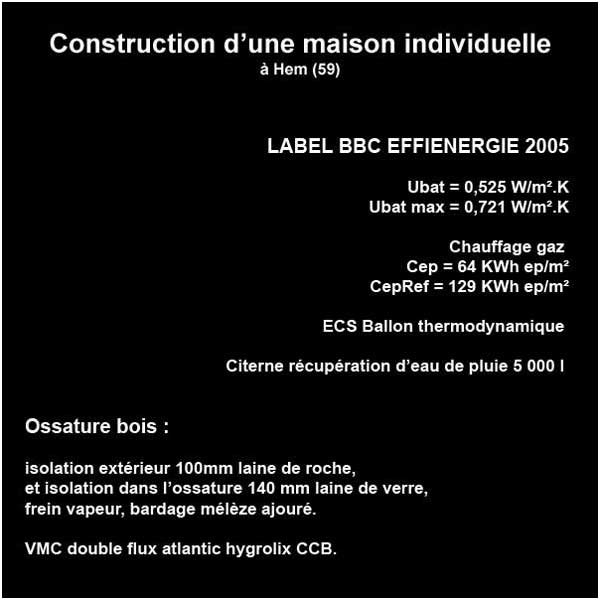 Construction d’une maison individuelle
à Hem (59)
LABEL BBC EFFIENERGIE 2005
Ubat = 0,525 W/m².K
Ubat max = 0,721 W/m².K
Chauffage gaz
Cep = 64 KWh ep/m²
CepRef = 129 KWh ep/m²
ECS Ballon thermodynamique
Citerne récupération d’eau de pluie 5 000 l
Ossature bois :
isolation extérieur 100mm laine de roche,
et isolation dans l’ossature 140 mm laine de verre,
frein vapeur, bardage mélèze ajouré.
VMC double flux atlantic hygrolix CCB.